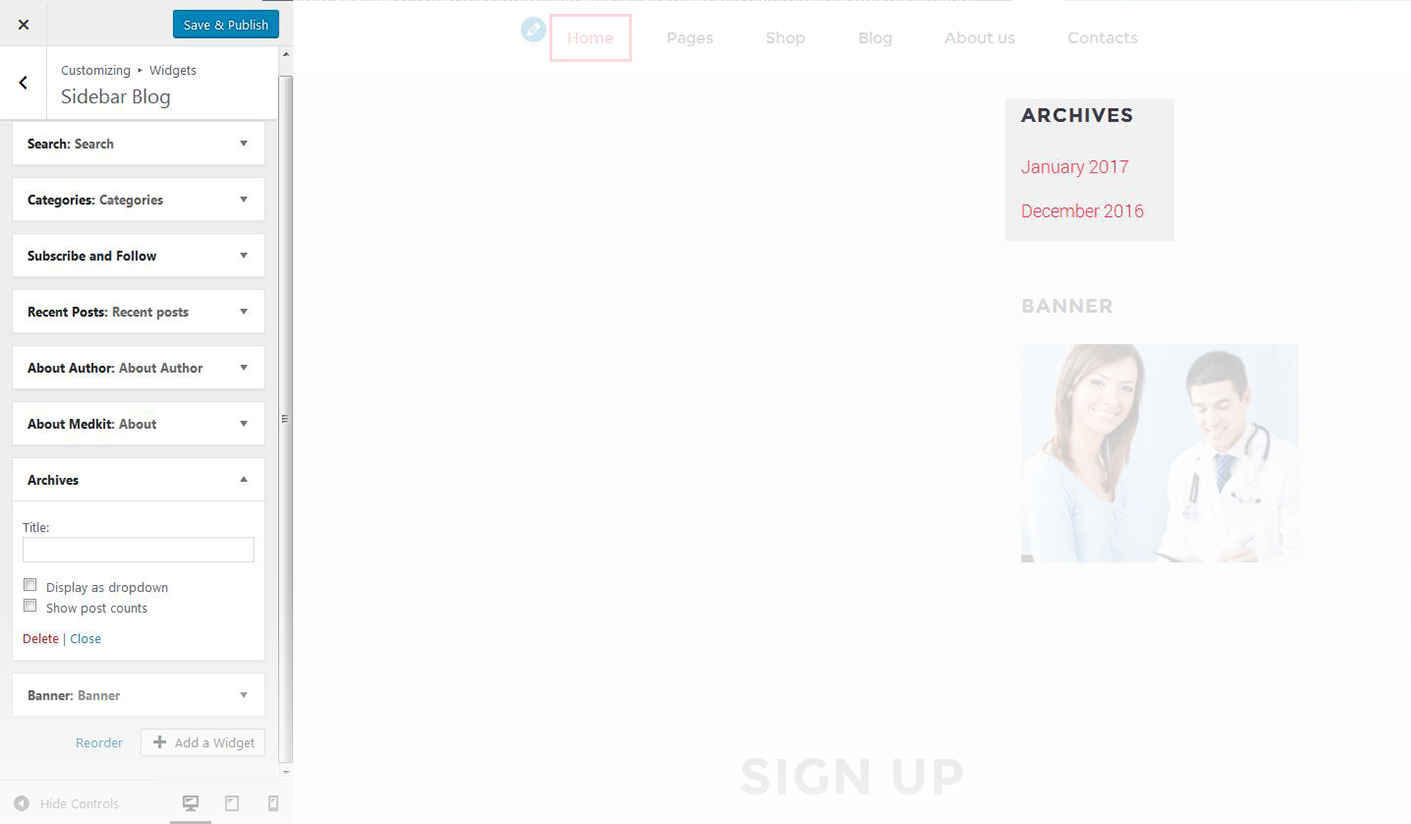 Save & Publish
Customizing ▸ Widgets
Sidebar Blog
Search: Search
Categories: Categories
Subscribe and Follow
Recent Posts: Recent posts
About Author: About Author
About Medkit: About
Archives
Title:
Display as dropdown
Show post counts
Delete | Close
Banner: Banner
Reorder
Add a Widget
Hide Controls
Home Pages Shop Blog About us Contacts
ARCHIVES
January 2017
December 2016
BANNER
SIGN UP